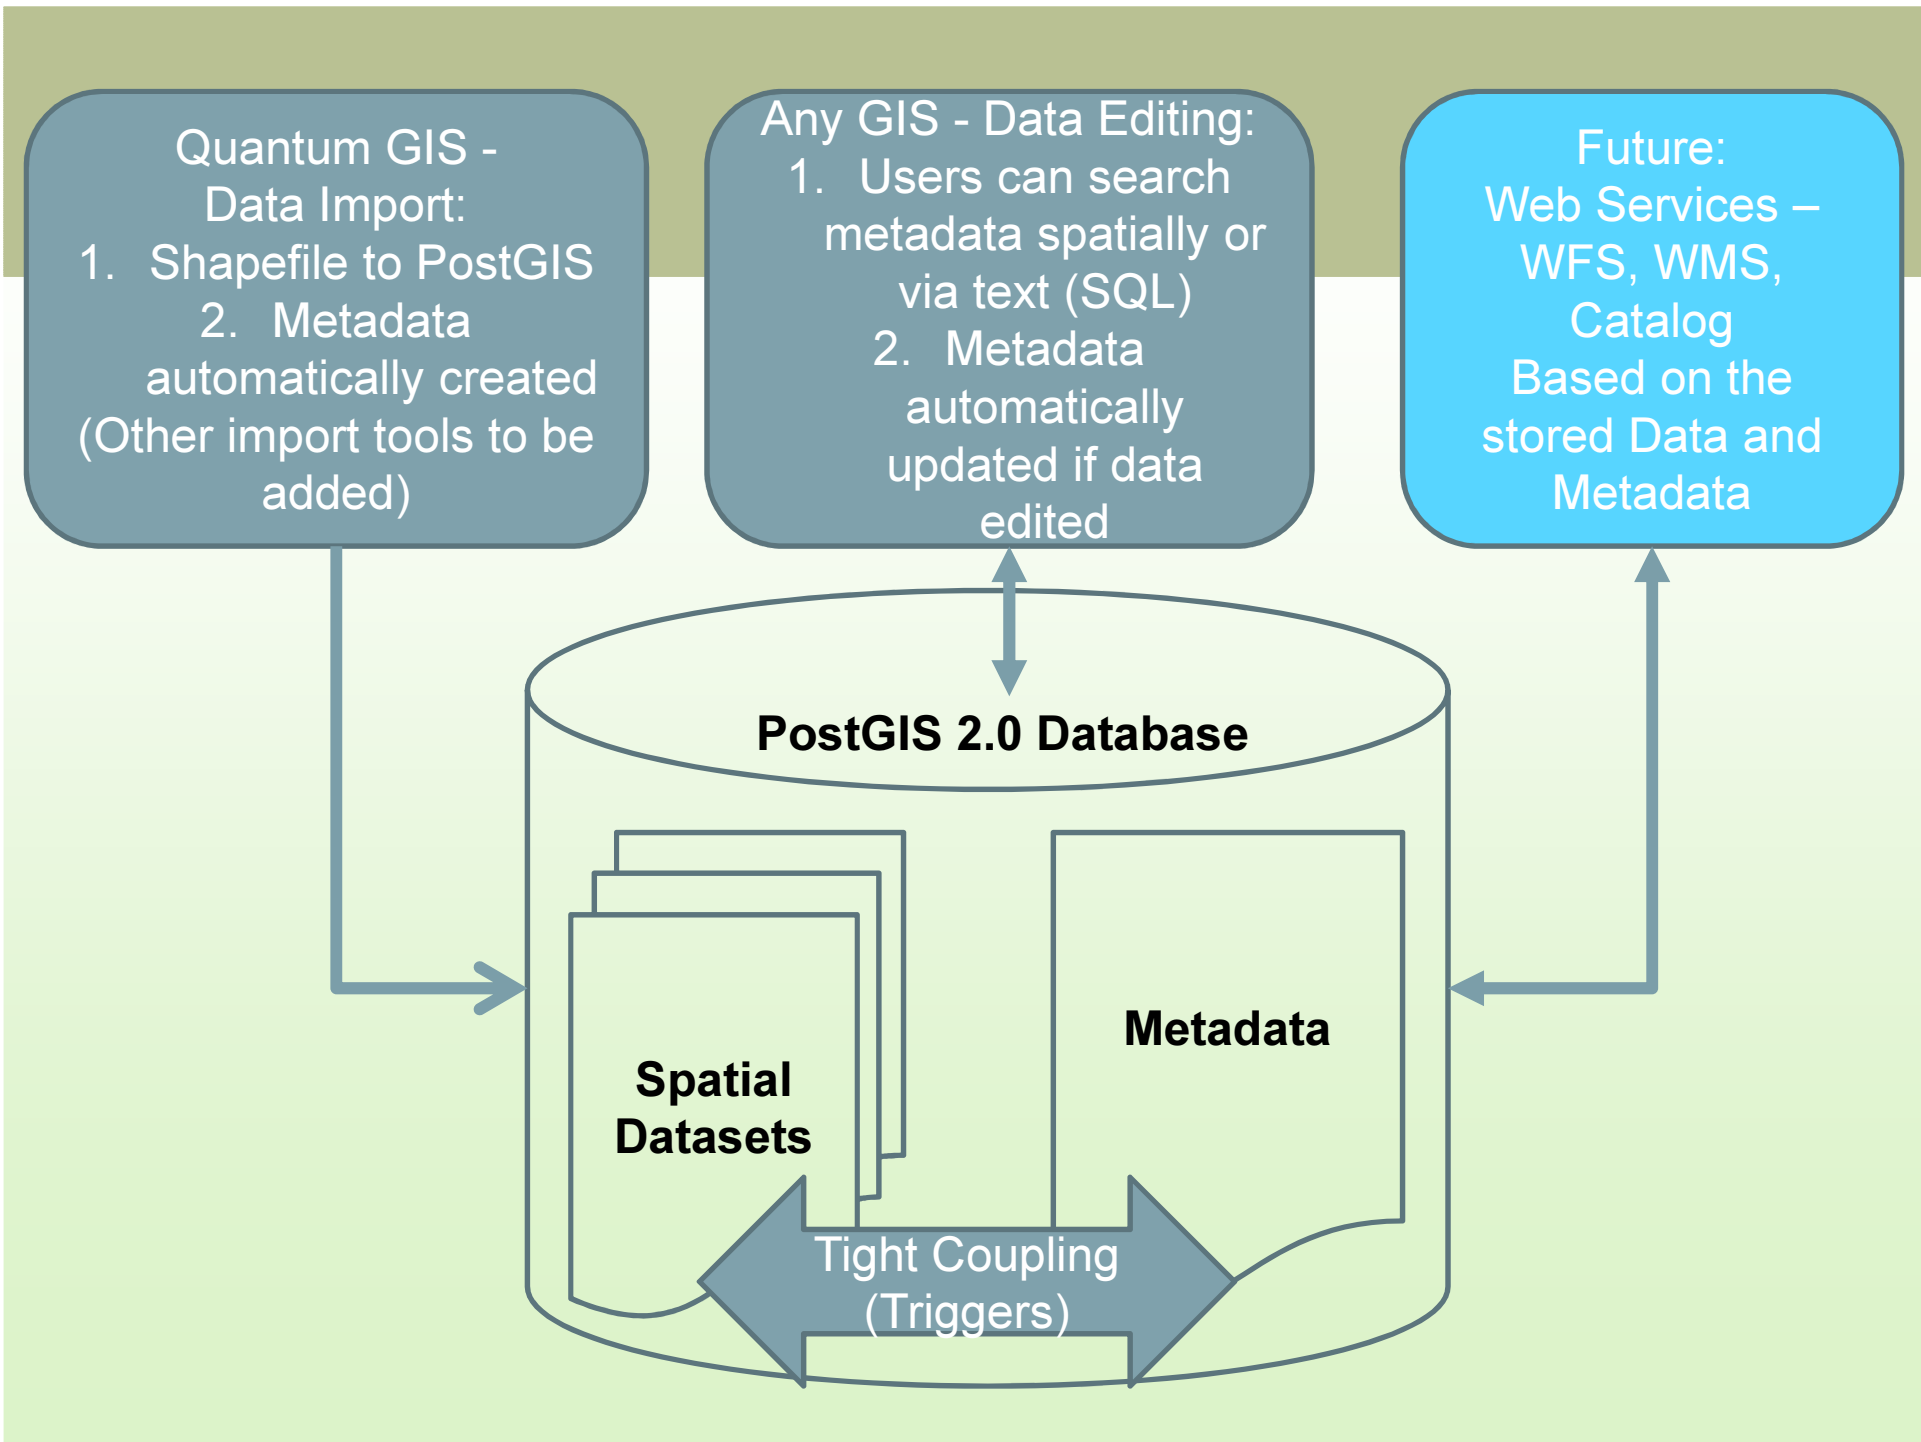 Quantum GIS -
Data Import:
1. Shapefile to PostGIS
2. Metadata
automatically created
(Other import tools to be
added)
Any GIS - Data Editing:
1. Users can search
metadata spatially or
via text (SQL)
2. Metadata
automatically
updated if data
edited
Future:
Web Services –
WFS, WMS,
Catalog
Based on the
stored Data and
Metadata
PostGIS 2.0 Database
Spatial
Datasets
Metadata
Tight Coupling
(Triggers)